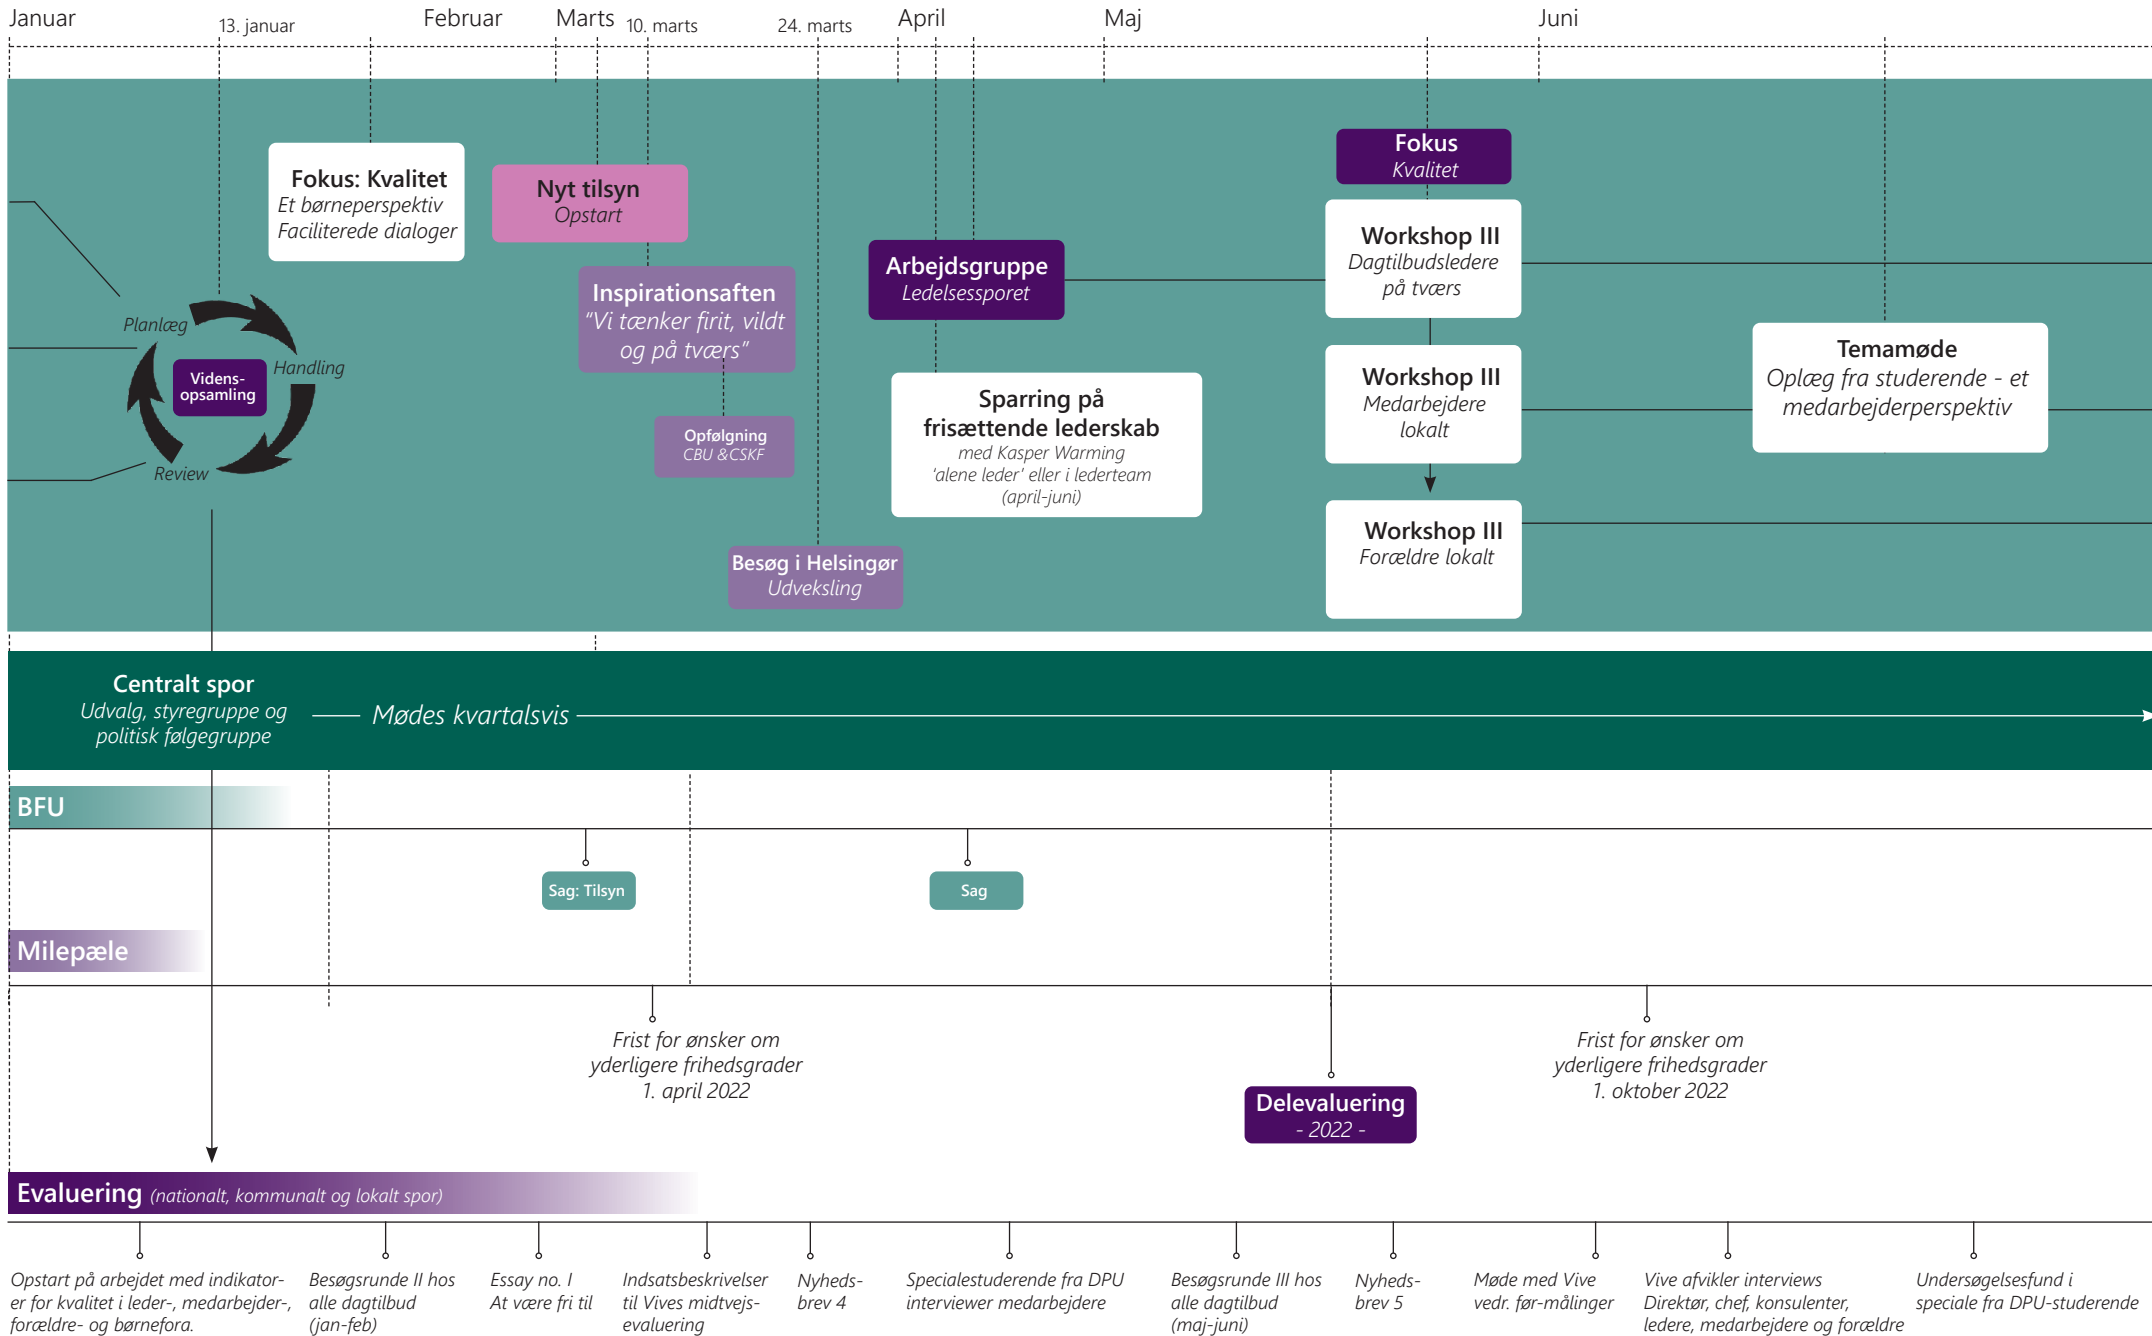 Januar
13. januar
Februar
Marts
10. marts
24. marts
April
Maj
Juni
Fokus: Kvalitet
Et børneperspektiv
Faciliterede dialoger
Nyt tilsyn
Opstart
Inspirationsaften
"Vi tænker firit, vildt
og på tværs"
Opfølgning
CBU &CSKF
Besøg i Helsingør
Udveksling
Arbejdsgruppe
Ledelsessporet
Sparring på
frisættende lederskab
med Kasper Warming
'alene leder' eller i lederteam
(april-juni)
Fokus
Kvalitet
Workshop III
Dagtilbudsledere
på tværs
Workshop III
Medarbejdere
lokalt
Workshop III
Forældre lokalt
Temamøde
Oplæg fra studerende - et
medarbejderperspektiv
Planlæg
Handling
Review
Videns-
opsamling
Centralt spor
Udvalg, styregruppe og
politisk følgegruppe
Mødes kvartalsvis
BFU
Sag: Tilsyn
Sag
Milepæle
Frist for ønsker om
yderligere frihedsgrader
1. april 2022
Delevaluering
- 2022 -
Frist for ønsker om
yderligere frihedsgrader
1. oktober 2022
Evaluering (nationalt, kommunalt og lokalt spor)
Opstart på arbejdet med indikator-
er for kvalitet i leder-, medarbejder-,
forældre- og børnefora.
Besøgsrunde II hos
alle dagtilbud
(jan-feb)
Essay no. I
At være fri til
Indsatsbeskrivelser
til Vives midtvejs-
evaluering
Nyheds-
brev 4
Specialestuderende fra DPU
interviewer medarbejdere
Besøgsrunde III hos
alle dagtilbud
(maj-juni)
Nyheds-
brev 5
Møde med Vive
vedr. før-målinger
Vive afvikler interviews
Direktør, chef, konsulenter,
ledere, medarbejdere og forældre
Undersøgelsesfund i
speciale fra DPU-studerende